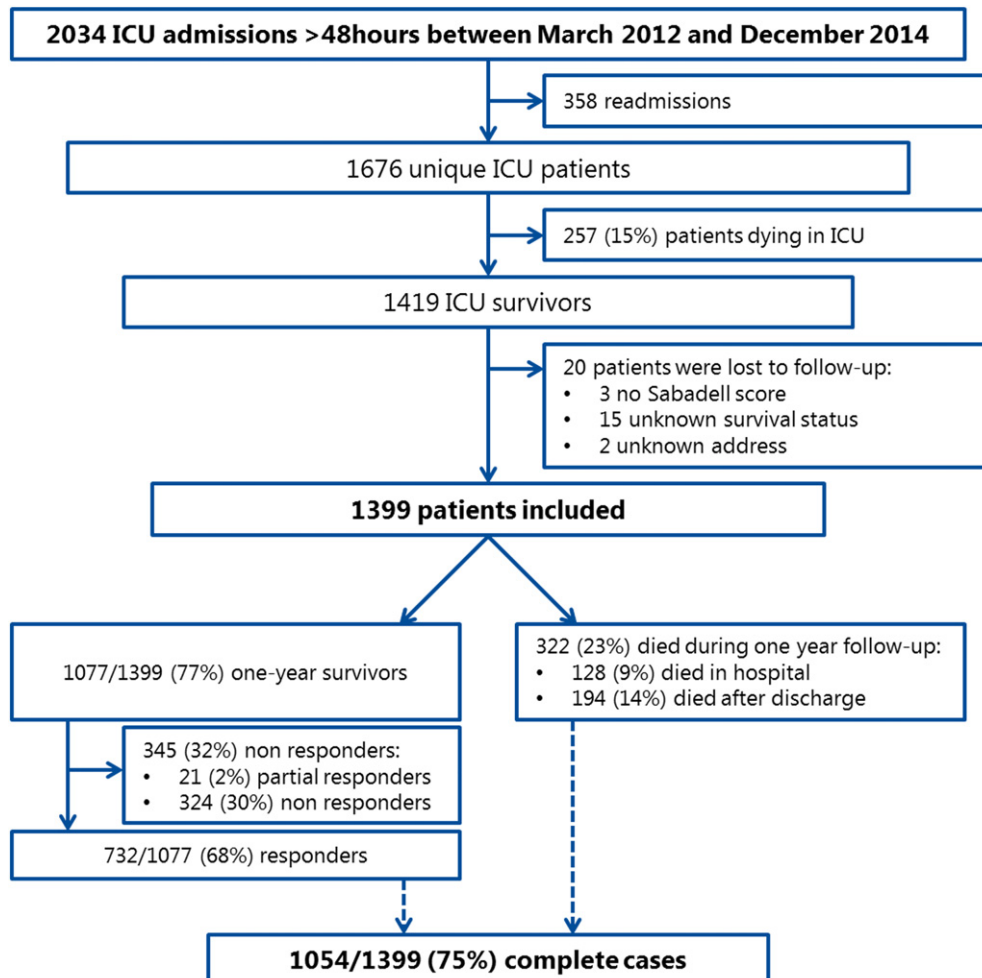 2034 ICU admissions >48hours between March 2012 and December 2014
358 readmissions
1676 unique ICU patients
257 (15%) patients dying in ICU
1419 ICU survivors
20 patients were lost to follow-up:
• 3 no Sabadell score
• 15 unknown survival status
• 2 unknown address
1399 patients included
1077/1399 (77%) one-year survivors
322 (23%) died during one year follow-up:
• 128 (9%) died in hospital
• 194 (14%) died after discharge
345 (32%) non responders:
• 21 (2%) partial responders
• 324 (30%) non responders
732/1077 (68%) responders
1054/1399 (75%) complete cases